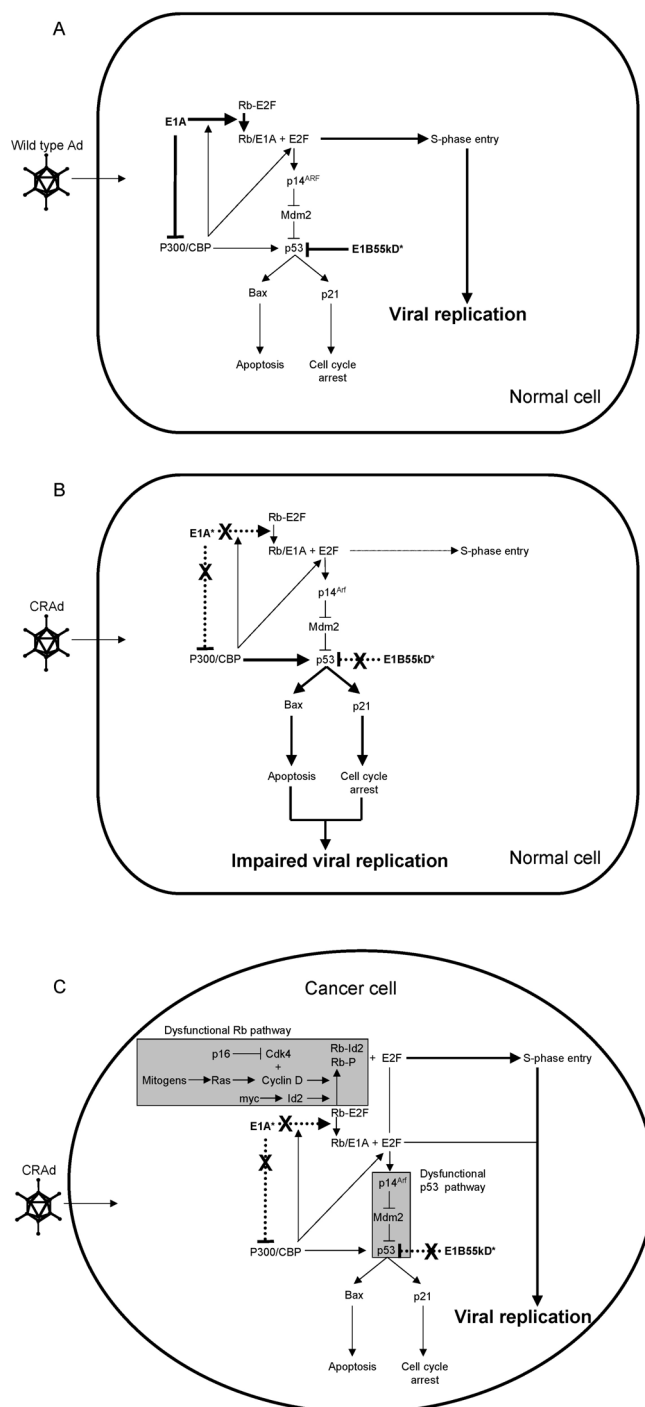 A
Rb-E2F
E1A
Rb/E1A + E2F
S-phase entry
Wild type Ad
p14ARF
Mdm2
P300/CBP
p53
E1B55kD*
Bax
p21
Viral replication
Apoptosis
Cell cycle
arrest
Normal cell
B
Rb-E2F
E1A*
X
Rb/E1A + E2F
S-phase entry
X
p14Arf
CRAd
Mdm2
P300/CBP
p53
X
E1B55kD*
Bax
p21
Apoptosis
Cell cycle
arrest
Impaired viral replication
Normal cell
C
Cancer cell
Dysfunctional Rb pathway
Rb-Id2
p16
Cdk4
Rb-P
+ E2F
S-phase entry
+
Mitogens
Ras
Cyclin D
myc
Id2
Rb-E2F
E1A*
X
Rb/E1A + E2F
X
Dysfunctional
p53 pathway
p14Arf
CRAd
Mdm2
P300/CBP
p53
X
E1B55kD*
Bax
p21
Viral replication
Apoptosis
Cell cycle
arrest